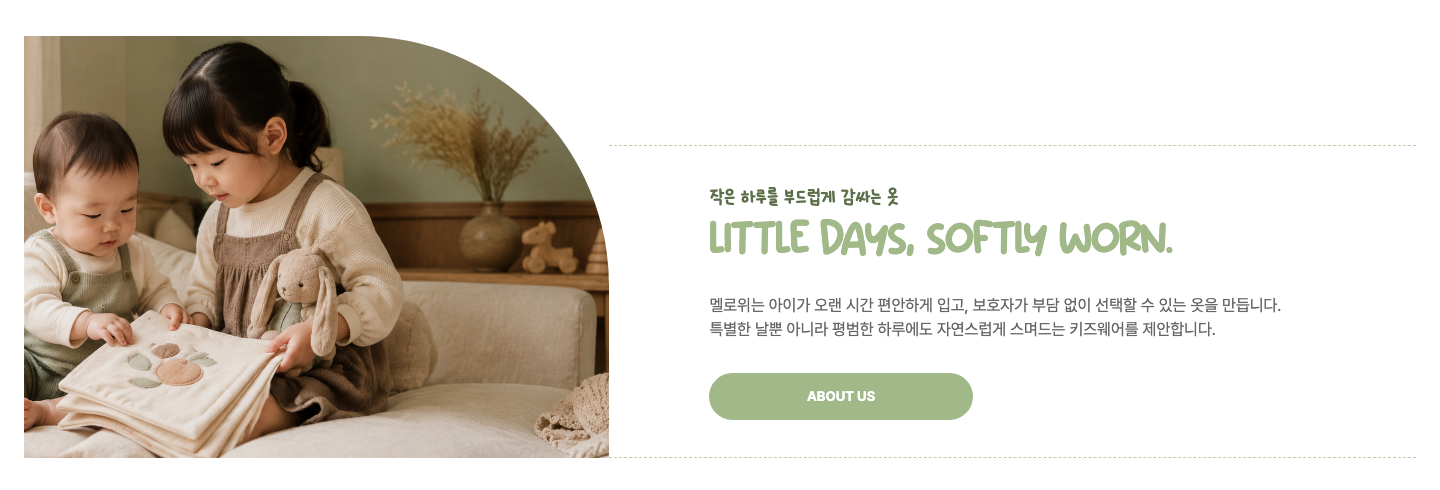 작은 하루를 부드럽게 감싸는 옷
LITTLE DAYS, SOFTLY WORN.
멜로위는 아이가 오랜 시간 편안하게 입고, 보호자가 부담 없이 선택할 수 있는 옷을 만듭니다.
특별한 날뿐 아니라 평범한 하루에도 자연스럽게 스며드는 키즈웨어를 제안합니다.
ABOUT US